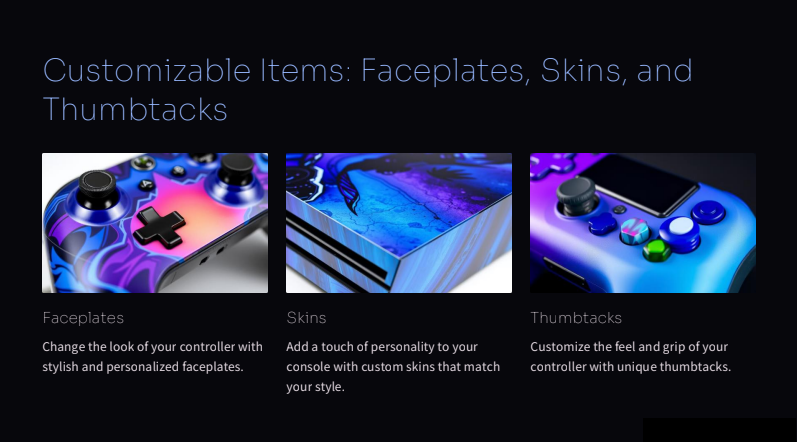 Customizable Items: Faceplates, Skins, and
Thumbtacks
Faceplates
Change the look of your controller with
stylish and personalized faceplates.
Skins
Add a touch of personality to your
console with custom skins that match
your style.
Thumbtacks
Customize the feel and grip of your
controller with unique thumbtacks.